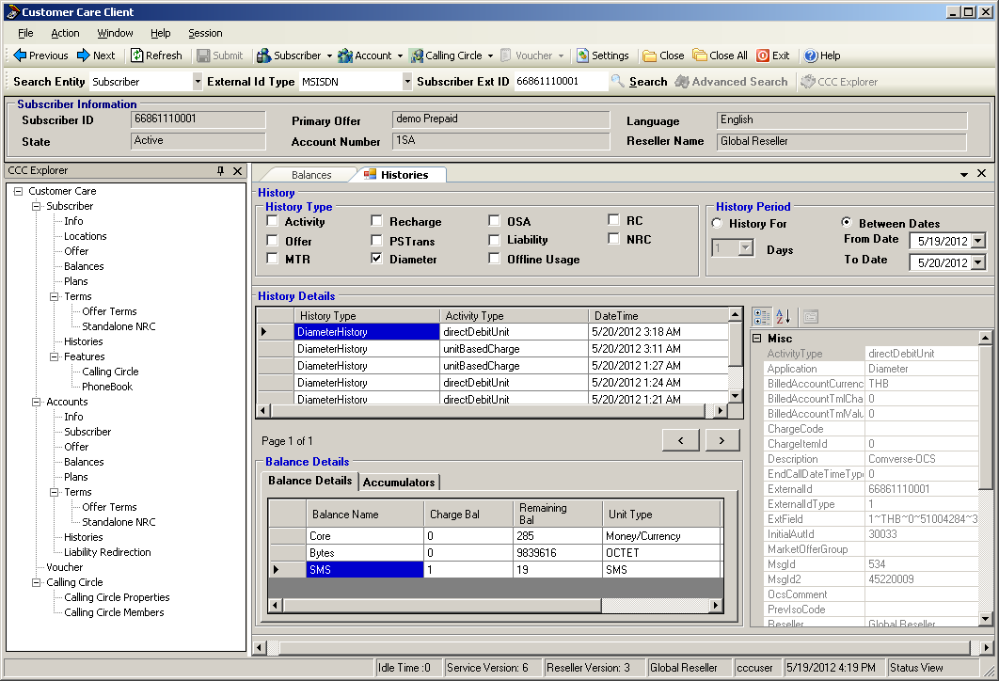 Customer Care Client
File Action Window Help Session
Previous Next Refresh Submit Subscriber Account Calling Circle Voucher Settings Close Close All Exit Help
Search Entity Subscriber External Id Type MSISDN Subscriber Ext ID 66861110001 Search Advanced Search CCC Explorer
Subscriber Information
Subscriber ID 66861110001 Primary Offer demo Prepaid Language English
State Active Account Number 1SA Reseller Name Global Reseller
CCC Explorer
Customer Care
Subscriber
Info
Locations
Offer
Balances
Plans
Terms
Offer Terms
Standalone NRC
Histories
Features
Calling Circle
PhoneBook
Accounts
Info
Subscriber
Offer
Balances
Plans
Terms
Offer Terms
Standalone NRC
Histories
Liability Redirection
Voucher
Calling Circle
Calling Circle Properties
Calling Circle Members
Balances Histories
History
History Type
Activity Recharge OSA RC
Offer PSTrans Liability NRC
MTR Diameter Offline Usage
History Period
History For Between Dates
1 Days
From Date 5/19/2012
To Date 5/20/2012
History Details
History Type Activity Type DateTime
DiameterHistory directDebitUnit 5/20/2012 3:18 AM
DiameterHistory unitBasedCharge 5/20/2012 3:11 AM
DiameterHistory unitBasedCharge 5/20/2012 1:27 AM
DiameterHistory directDebitUnit 5/20/2012 1:24 AM
DiameterHistory directDebitUnit 5/20/2012 1:21 AM
Page 1 of 1 < >
Balance Details
Balance Details Accumulators
Balance Name Charge Bal Remaining Bal Unit Type
Core 0 285 Money/Currency
Bytes 0 9839616 OCTET
SMS 1 19 SMS
Misc
ActivityType directDebitUnit
Application Diameter
BilledAccountCurrenc THB
BilledAccountTmlCha 0
BilledAccountTmlValu 0
ChargeCode
ChargeItemId 0
Description Comverse-OCS
EndCallDateTimeType 0
ExternalId 66861110001
ExternalIdType 1
ExtField 1~THB~0~51004284~3
InitialAutId 30033
MarketOfferGroup
MsgId 534
MsgId2 45220009
OcsComment
PrevIsoCode
Reseller Global Reseller
Idle Time :0 Service Version: 6 Reseller Version: 3 Global Reseller cccuser 5/19/2012 4:19 PM Status View